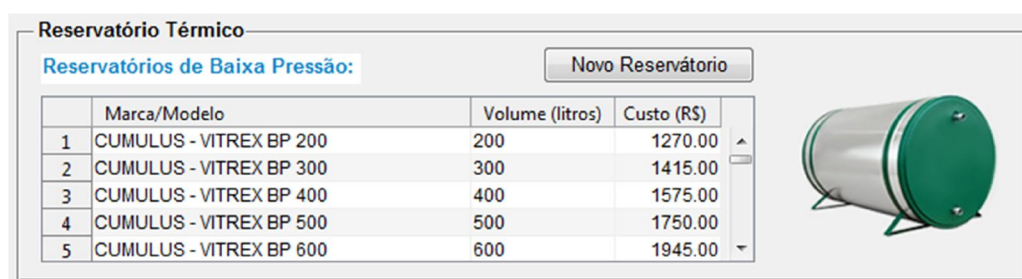 Reservatório Térmico
Reservatórios de Baixa Pressão:
Novo Reservátorio
Marca/Modelo Volume (litros) Custo (R$)
1 CUMULUS - VITREX BP 200 200 1270.00
2 CUMULUS - VITREX BP 300 300 1415.00
3 CUMULUS - VITREX BP 400 400 1575.00
4 CUMULUS - VITREX BP 500 500 1750.00
5 CUMULUS - VITREX BP 600 600 1945.00